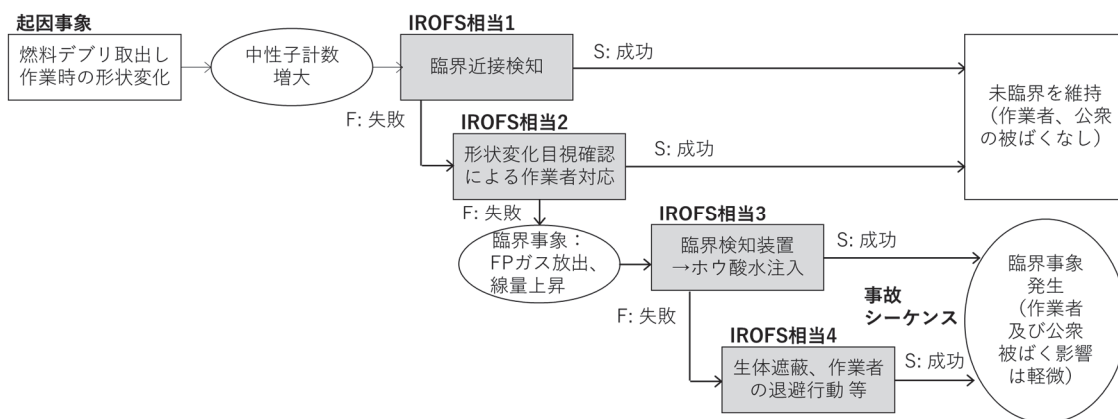 起因事象
燃料デブリ取出し
作業時の形状変化
中性子計数
増大
IROFS相当1
臨界近接検知
S: 成功
F: 失敗
IROFS相当2
形状変化目視確認
による作業者対応
S: 成功
未臨界を維持
（作業者、公衆
の被ばくなし）
F: 失敗
臨界事象：
FPガス放出、
線量上昇
IROFS相当3
臨界検知装置
→ホウ酸水注入
S: 成功
F: 失敗
事故
シーケンス
IROFS相当4
生体遮蔽、作業者
の退避行動 等
S: 成功
臨界事象
発生
（作業者
及び公衆
被ばく影響
は軽微）